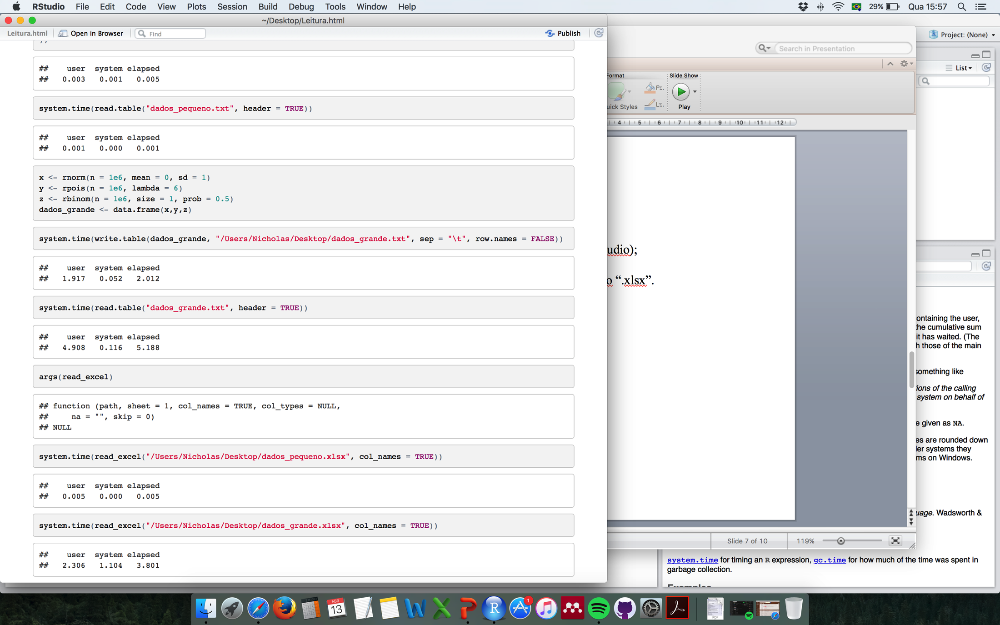 RStudio File Edit Code View Plots Session Build Debug Tools Window Help 29% Qua 15:57
~/Desktop/Leitura.html
Leitura.html Open in Browser Find Publish
## user system elapsed
## 0.003 0.001 0.005
system.time(read.table("dados_pequeno.txt", header = TRUE))
## user system elapsed
## 0.001 0.000 0.001
x <- rnorm(n = 1e6, mean = 0, sd = 1)
y <- rpois(n = 1e6, lambda = 6)
z <- rbinom(n = 1e6, size = 1, prob = 0.5)
dados_grande <- data.frame(x,y,z)
system.time(write.table(dados_grande, "/Users/Nicholas/Desktop/dados_grande.txt", sep = "\t", row.names = FALSE))
## user system elapsed
## 1.917 0.052 2.012
system.time(read.table("dados_grande.txt", header = TRUE))
## user system elapsed
## 4.908 0.116 5.188
args(read_excel)
## function (path, sheet = 1, col_names = TRUE, col_types = NULL,
## na = "", skip = 0)
## NULL
system.time(read_excel("/Users/Nicholas/Desktop/dados_pequeno.xlsx", col_names = TRUE))
## user system elapsed
## 0.005 0.000 0.005
system.time(read_excel("/Users/Nicholas/Desktop/dados_grande.xlsx", col_names = TRUE))
## user system elapsed
## 2.306 1.104 3.801
Search in Presentation
Format Slide Show
F...
L...
uick Styles Play
4 5 6 7 8 9 10 11 12
udio);
o “.xlsx”.
Slide 7 of 10 119%
Project: (None)
List
ontaining the user,
the cumulative sum
it has waited. (The
h those of the main
something like
ions of the calling
system on behalf of
e given as NA.
es are rounded down
ler systems they
ms on Windows.
uage. Wadsworth &
system.time for timing an R expression, gc.time for how much of the time was spent in
garbage collection.
Examples
ABR
13
1
PDF